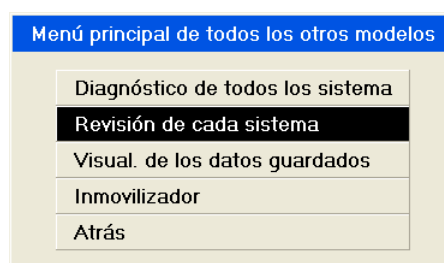 Menú principal de todos los otros modelos
Diagnóstico de todos los sistema
Revisión de cada sistema
Visual. de los datos guardados
Inmovilizador
Atrás